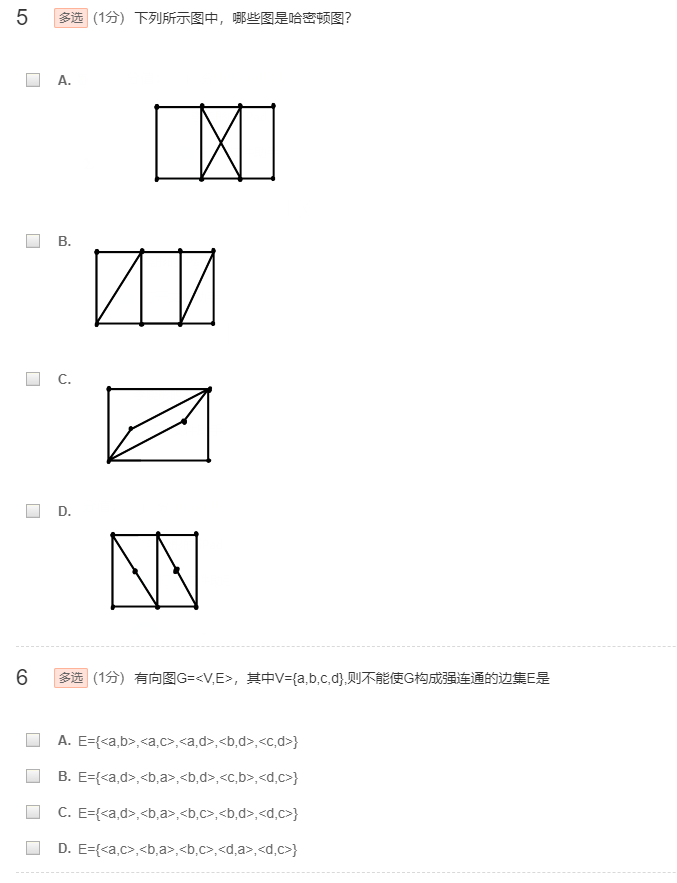 5 多选 (1分) 下列所示图中，哪些图是哈密顿图?
A.
B.
C.
D.
6 多选 (1分) 有向图G=<V,E>，其中V={a,b,c,d},则不能使G构成强连通的边集E是
A. E={<a,b>,<a,c>,<a,d>,<b,d>,<c,d>}
B. E={<a,d>,<b,a>,<b,d>,<c,b>,<d,c>}
C. E={<a,d>,<b,a>,<b,c>,<b,d>,<d,c>}
D. E={<a,c>,<b,a>,<b,c>,<d,a>,<d,c>}